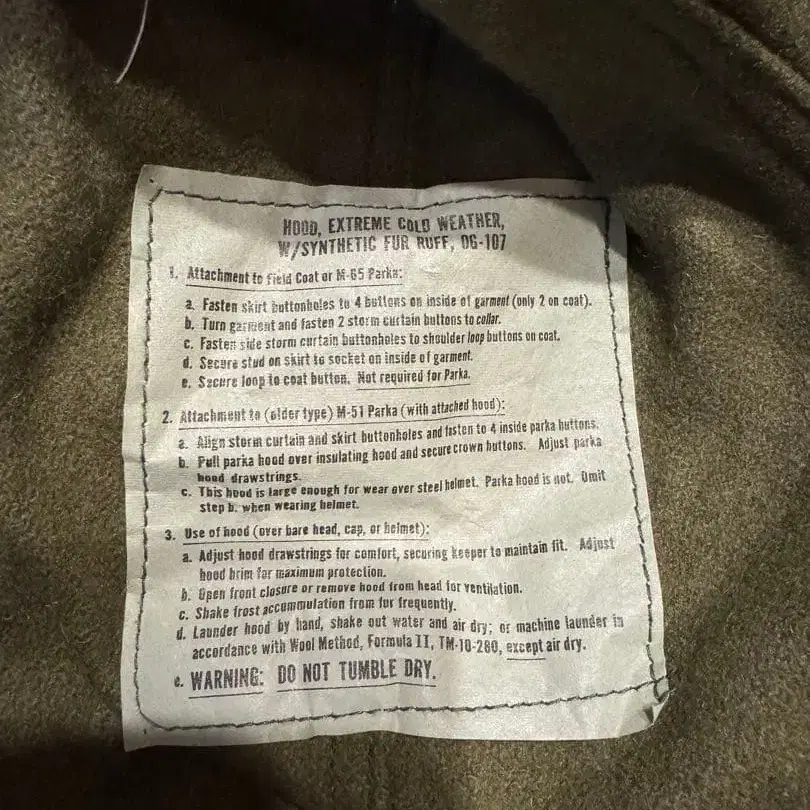 HOOD, EXTREME COLD WEATHER,
W/SYNTHETIC FUR RUFF, OG-107
1. Attachment to Field Coat or M-65 Parka:
a. Fasten skirt buttonholes to 4 buttons on inside of garment (only 2 on coat).
b. Turn garment and fasten 2 storm curtain buttons to collar.
c. Fasten side storm curtain buttonholes to shoulder loop buttons on coat.
d. Secure stud on skirt to socket on inside of garment.
e. Secure loop to coat button. Not required for Parka.
2. Attachment to (older type) M-51 Parka (with attached hood):
a. Align storm curtain and skirt buttonholes and fasten to 4 inside parka buttons.
b. Pull parka hood over insulating hood and secure crown buttons. Adjust parka
hood drawstrings.
c. This hood is large enough for wear over steel helmet. Parka hood is not. Omit
step b. when wearing helmet.
3. Use of hood (over bare head, cap, or helmet):
a. Adjust hood drawstrings for comfort, securing keeper to maintain fit. Adjust
hood brim for maximum protection.
b. Open front closure or remove hood from head for ventilation.
c. Shake frost accummulation from fur frequently.
d. Launder hood by hand, shake out water and air dry; or machine launder in
accordance with Wool Method, Formula II, TM-10-280, except air dry.
e. WARNING: DO NOT TUMBLE DRY.